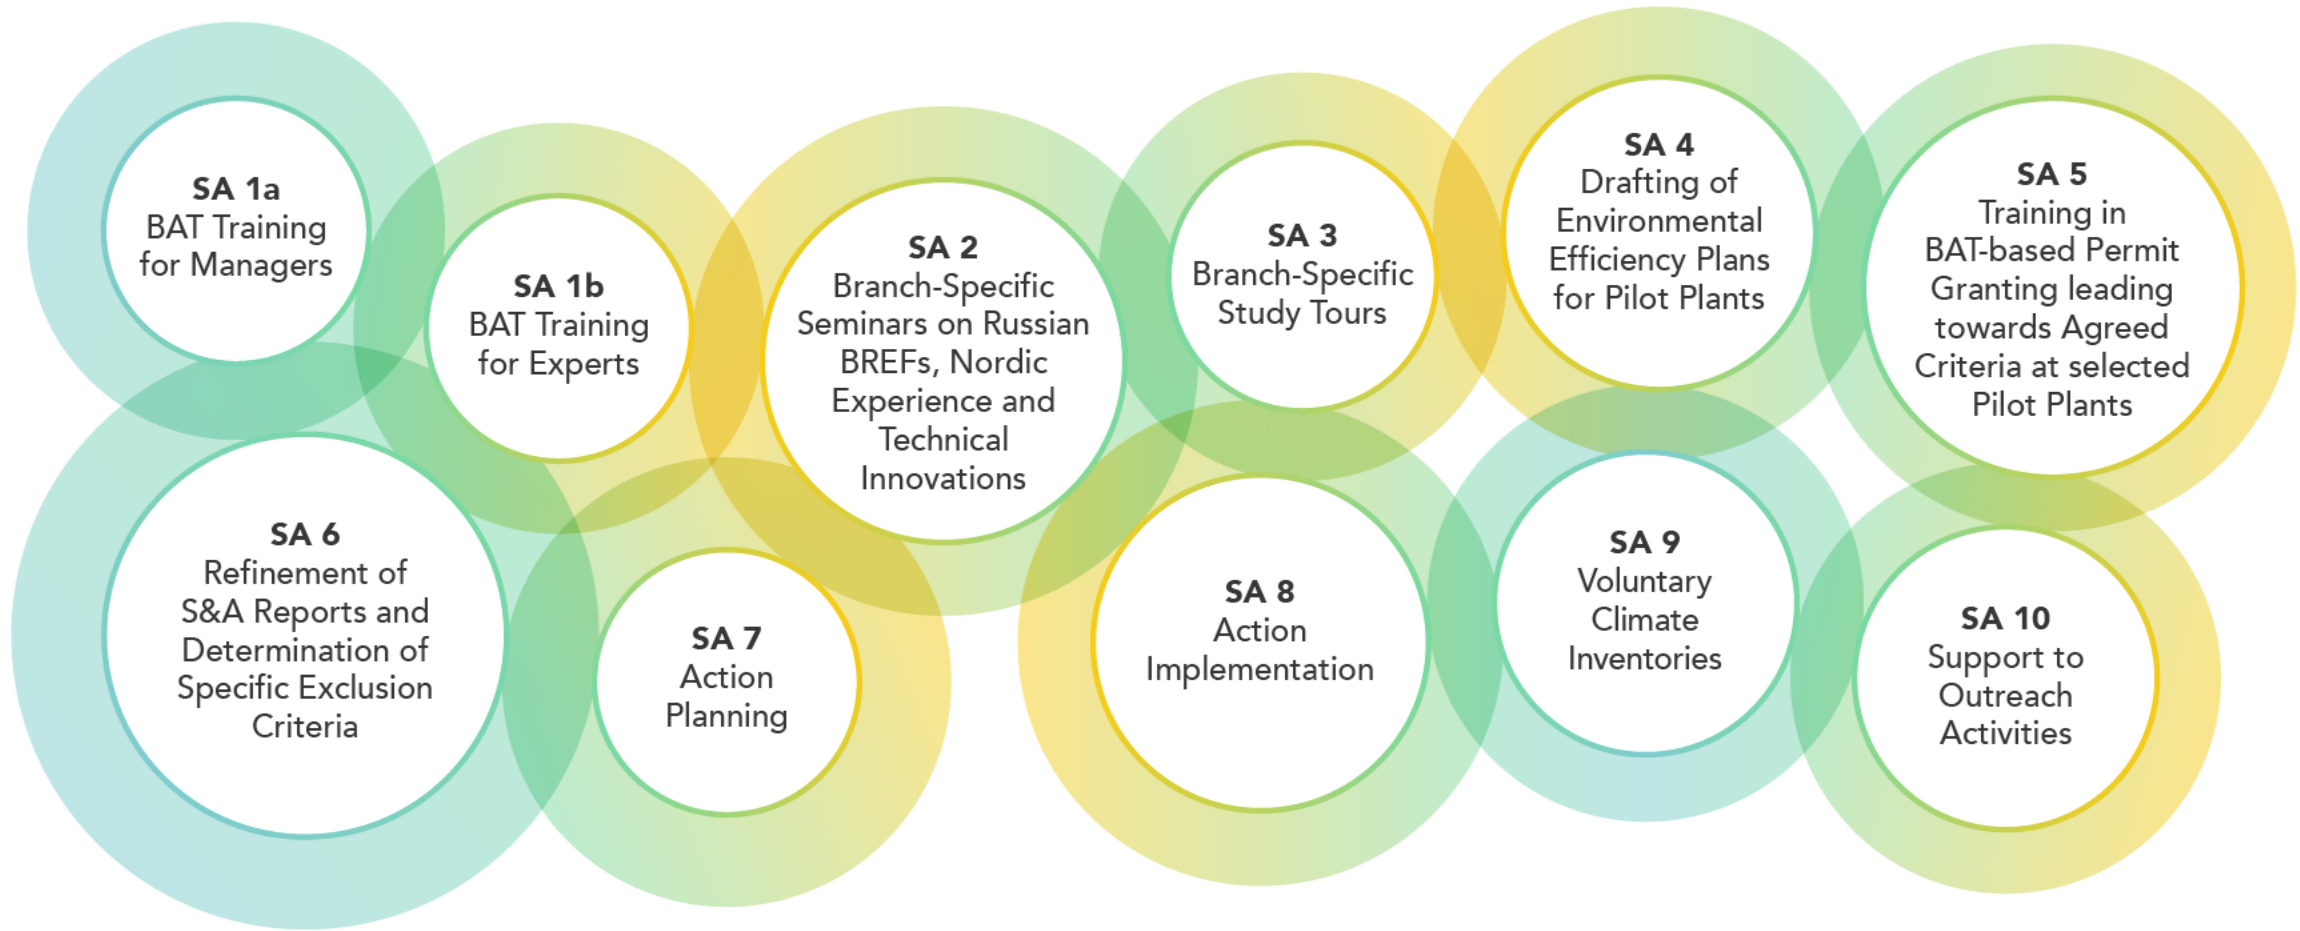 SA 1a
BAT Training
for Managers
SA 1b
BAT Training
for Experts
SA 2
Branch-Specific
Seminars on Russian
BREFs, Nordic
Experience and
Technical
Innovations
SA 3
Branch-Specific
Study Tours
SA 4
Drafting of
Environmental
Efficiency Plans
for Pilot Plants
SA 5
Training in
BAT-based Permit
Granting leading
towards Agreed
Criteria at selected
Pilot Plants
SA 6
Refinement of
S&A Reports and
Determination of
Specific Exclusion
Criteria
SA 7
Action
Planning
SA 8
Action
Implementation
SA 9
Voluntary
Climate
Inventories
SA 10
Support to
Outreach
Activities